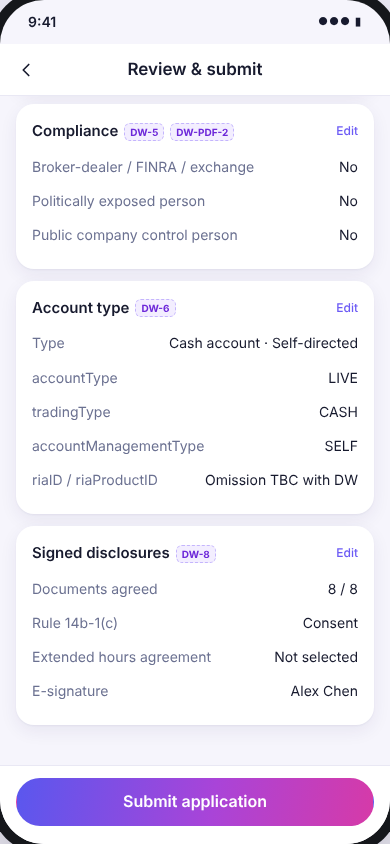 9:41
Review & submit
Compliance DW-5 DW-PDF-2 Edit
Broker-dealer / FINRA / exchange No
Politically exposed person No
Public company control person No
Account type DW-6 Edit
Type Cash account · Self-directed
accountType LIVE
tradingType CASH
accountManagementType SELF
riaID / riaProductID Omission TBC with DW
Signed disclosures DW-8 Edit
Documents agreed 8 / 8
Rule 14b-1(c) Consent
Extended hours agreement Not selected
E-signature Alex Chen
Submit application